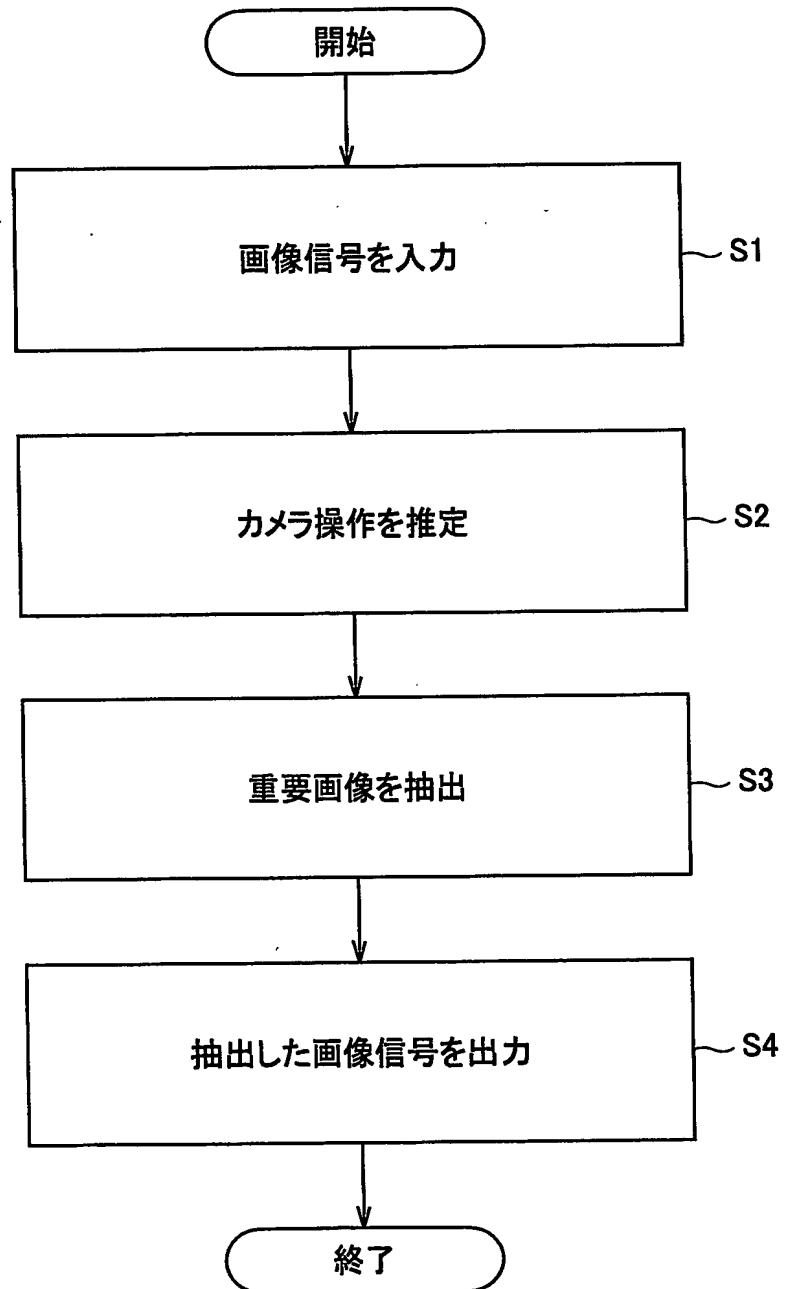 開始
画像信号を入力
S1
カメラ操作を推定
S2
重要画像を抽出
S3
抽出した画像信号を出力
S4
終了